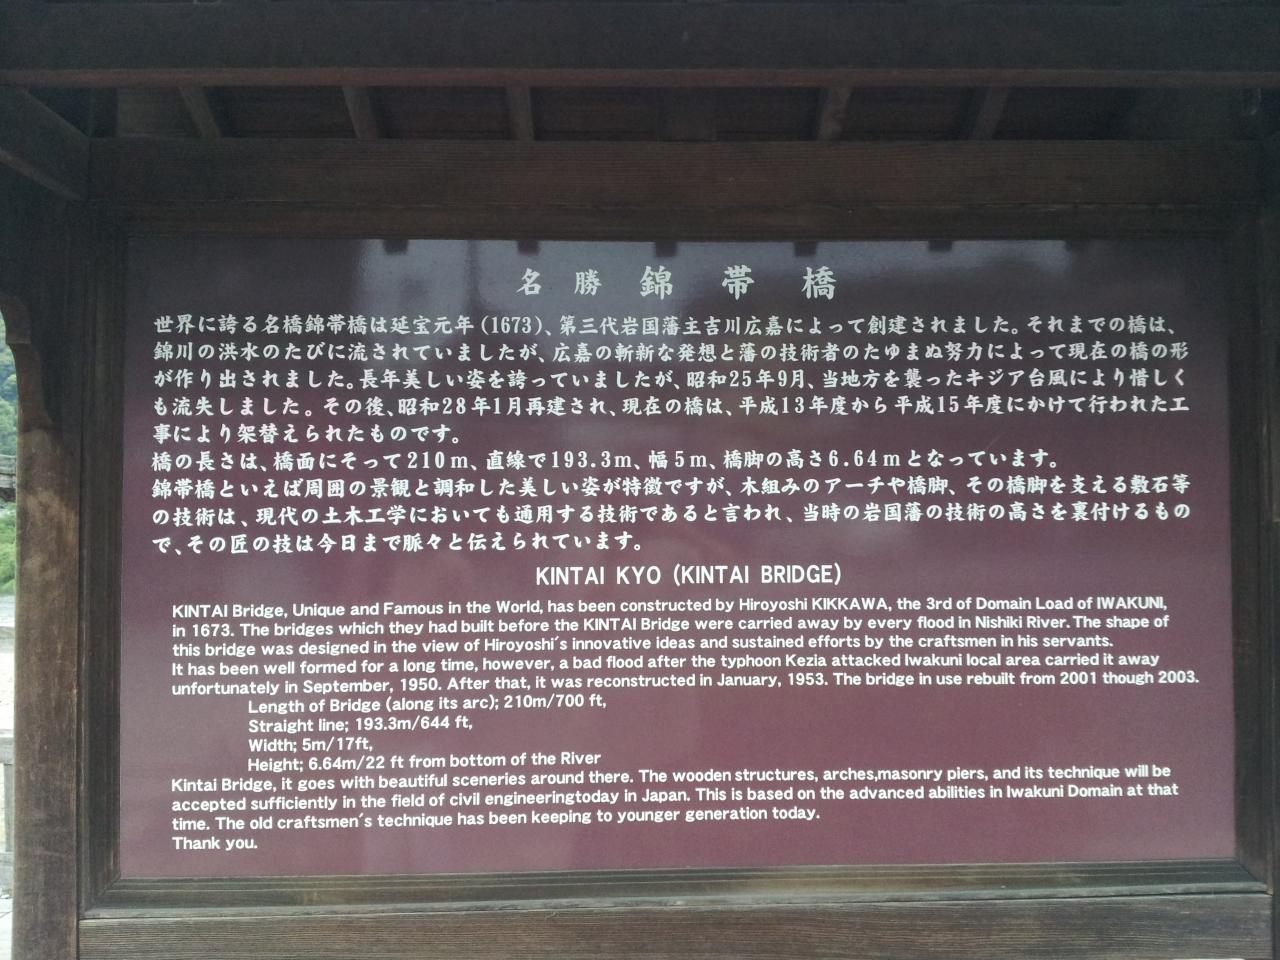 名勝 錦帯橋
世界に誇る名橋錦帯橋は延宝元年(1673)、第三代岩国藩主吉川広嘉によって創建されました。それまでの橋は、
錦川の洪水のたびに流されていましたが、広嘉の斬新な発想と藩の技術者のたゆまぬ努力によって現在の橋の形
が作り出されました。長年美しい姿を誇っていましたが、昭和25年9月、当地方を襲ったキジア台風により惜しく
も流失しました。その後、昭和28年1月再建され、現在の橋は、平成13年度から平成15年度にかけて行われた工
事により架替えられたものです。
橋の長さは、橋面にそって210m、直線で193.3m、幅5m、橋脚の高さ6.64mとなっています。
錦帯橋といえば周囲の景観と調和した美しい姿が特徴ですが、木組みのアーチや橋脚、その橋脚を支える敷石等
の技術は、現代の土木工学においても通用する技術であると言われ、当時の岩国藩の技術の高さを裏付けるもの
で、その匠の技は今日まで脈々と伝えられています。
KINTAI KYO (KINTAI BRIDGE)
KINTAI Bridge, Unique and Famous in the World, has been constructed by Hiroyoshi KIKKAWA, the 3rd of Domain Load of IWAKUNI,
in 1673. The bridges which they had built before the KINTAI Bridge were carried away by every flood in Nishiki River. The shape of
this bridge was designed in the view of Hiroyoshi's innovative ideas and sustained efforts by the craftsmen in his servants.
It has been well formed for a long time, however, a bad flood after the typhoon Kezia attacked Iwakuni local area carried it away
unfortunately in September, 1950. After that, it was reconstructed in January, 1953. The bridge in use rebuilt from 2001 though 2003.
Length of Bridge (along its arc); 210m/700 ft,
Straight line; 193.3m/644 ft,
Width; 5m/17ft,
Height; 6.64m/22 ft from bottom of the River
Kintai Bridge, it goes with beautiful sceneries around there. The wooden structures, arches,masonry piers, and its technique will be
accepted sufficiently in the field of civil engineeringtoday in Japan. This is based on the advanced abilities in Iwakuni Domain at that
time. The old craftsmen's technique has been keeping to younger generation today.
Thank you.